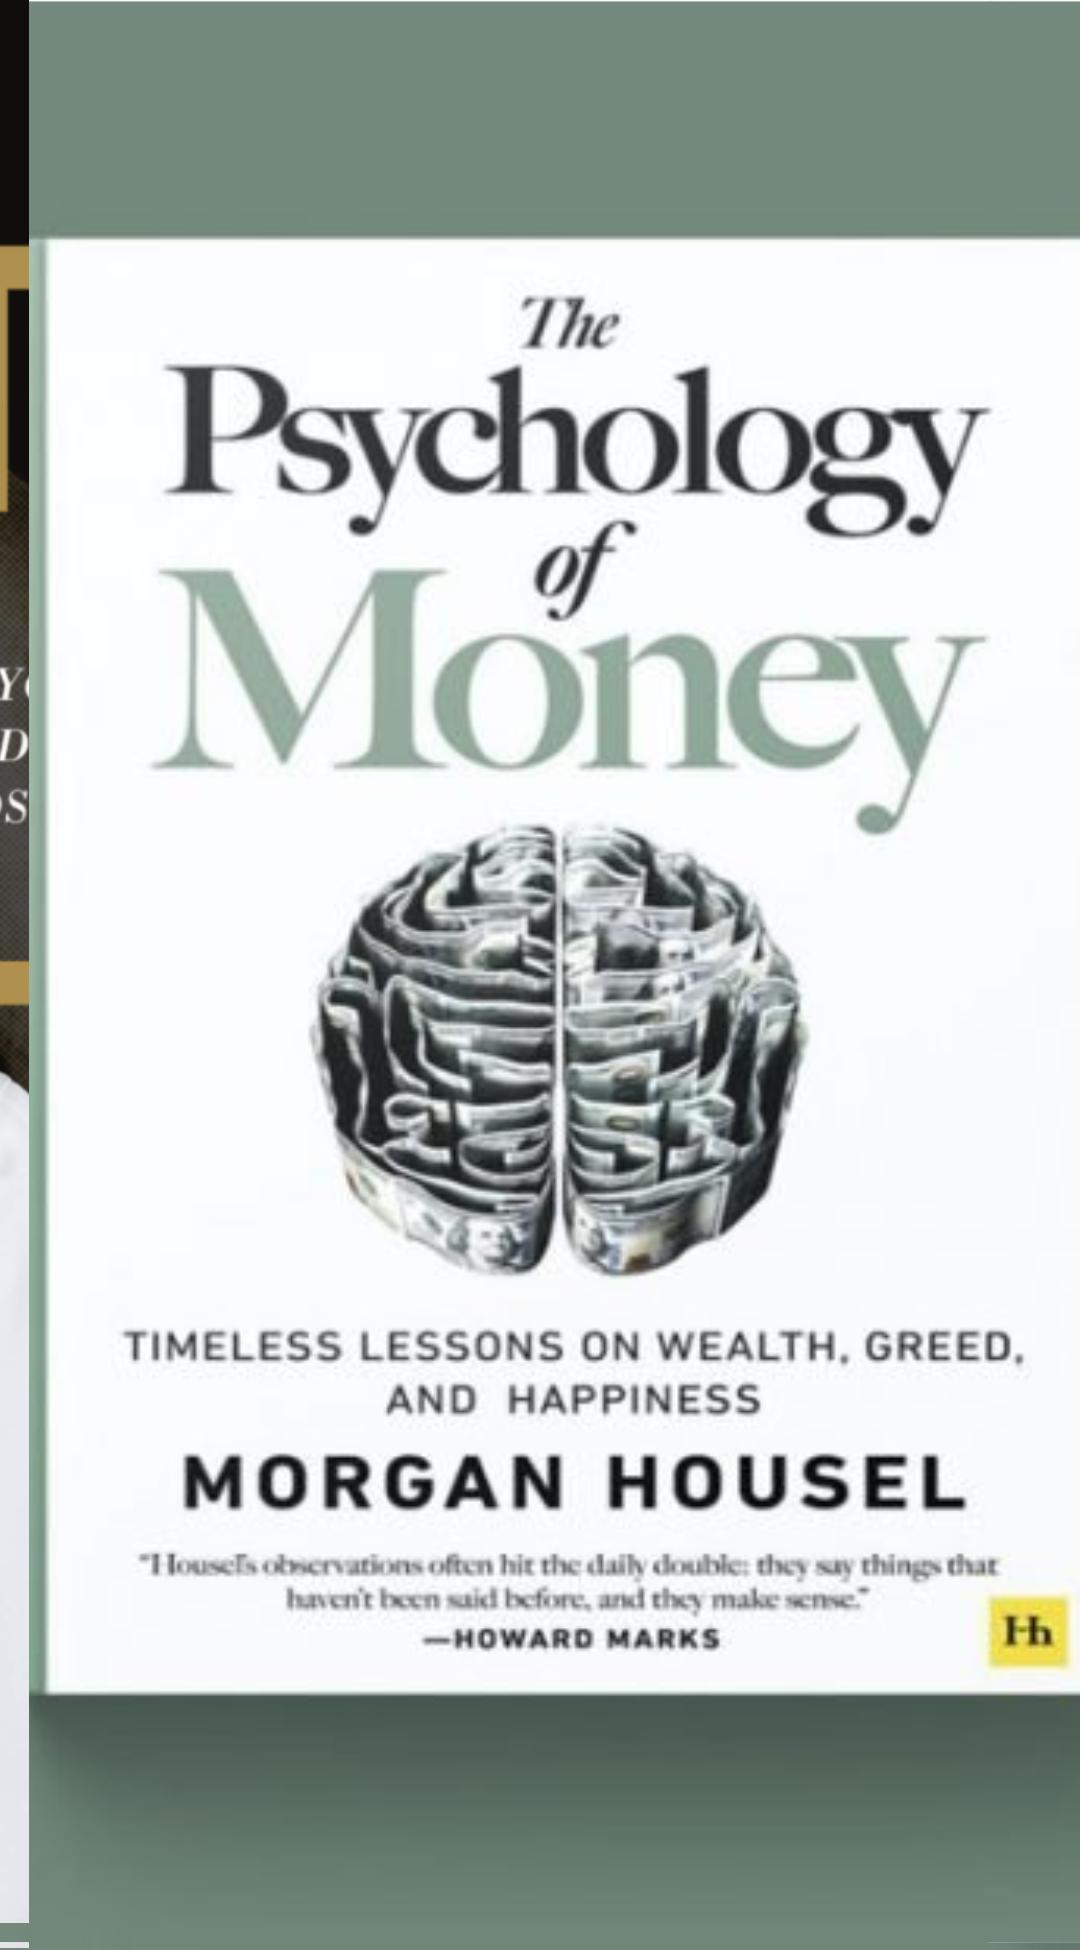 The
Psychology
of
Money
TIMELESS LESSONS ON WEALTH, GREED,
AND HAPPINESS
MORGAN HOUSEL
“Housel’s observations often hit the daily double: they say things that
haven’t been said before, and they make sense.”
—HOWARD MARKS
Hh